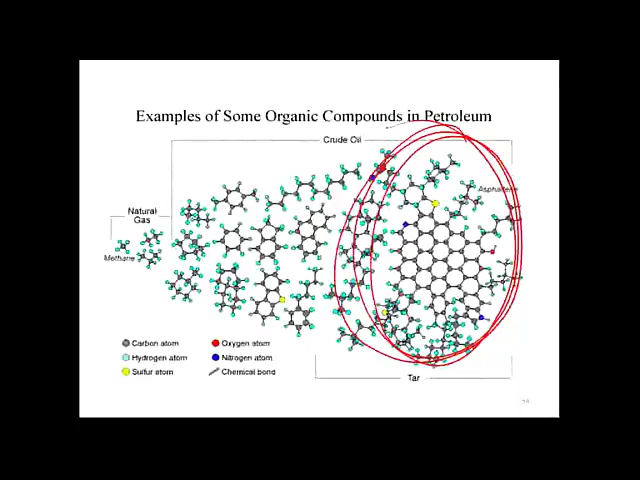 Examples of Some Organic Compounds in Petroleum
Crude Oil
Asphaltene
Natural
Gas
Methane
Carbon atom
Oxygen atom
Hydrogen atom
Nitrogen atom
Sulfur atom
Chemical bond
Tar